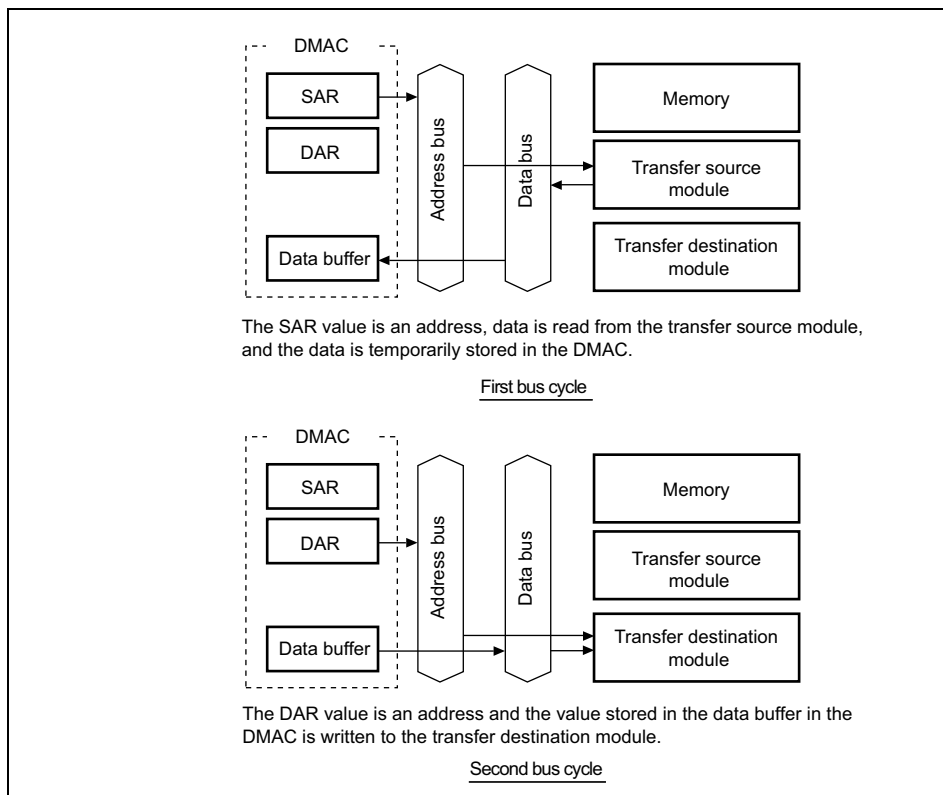 DMAC
SAR
DAR
Data buffer
Address bus
Data bus
Memory
Transfer source
module
Transfer destination
module
The SAR value is an address, data is read from the transfer source module,
and the data is temporarily stored in the DMAC.
First bus cycle
DMAC
SAR
DAR
Data buffer
Address bus
Data bus
Memory
Transfer source
module
Transfer destination
module
The DAR value is an address and the value stored in the data buffer in the
DMAC is written to the transfer destination module.
Second bus cycle